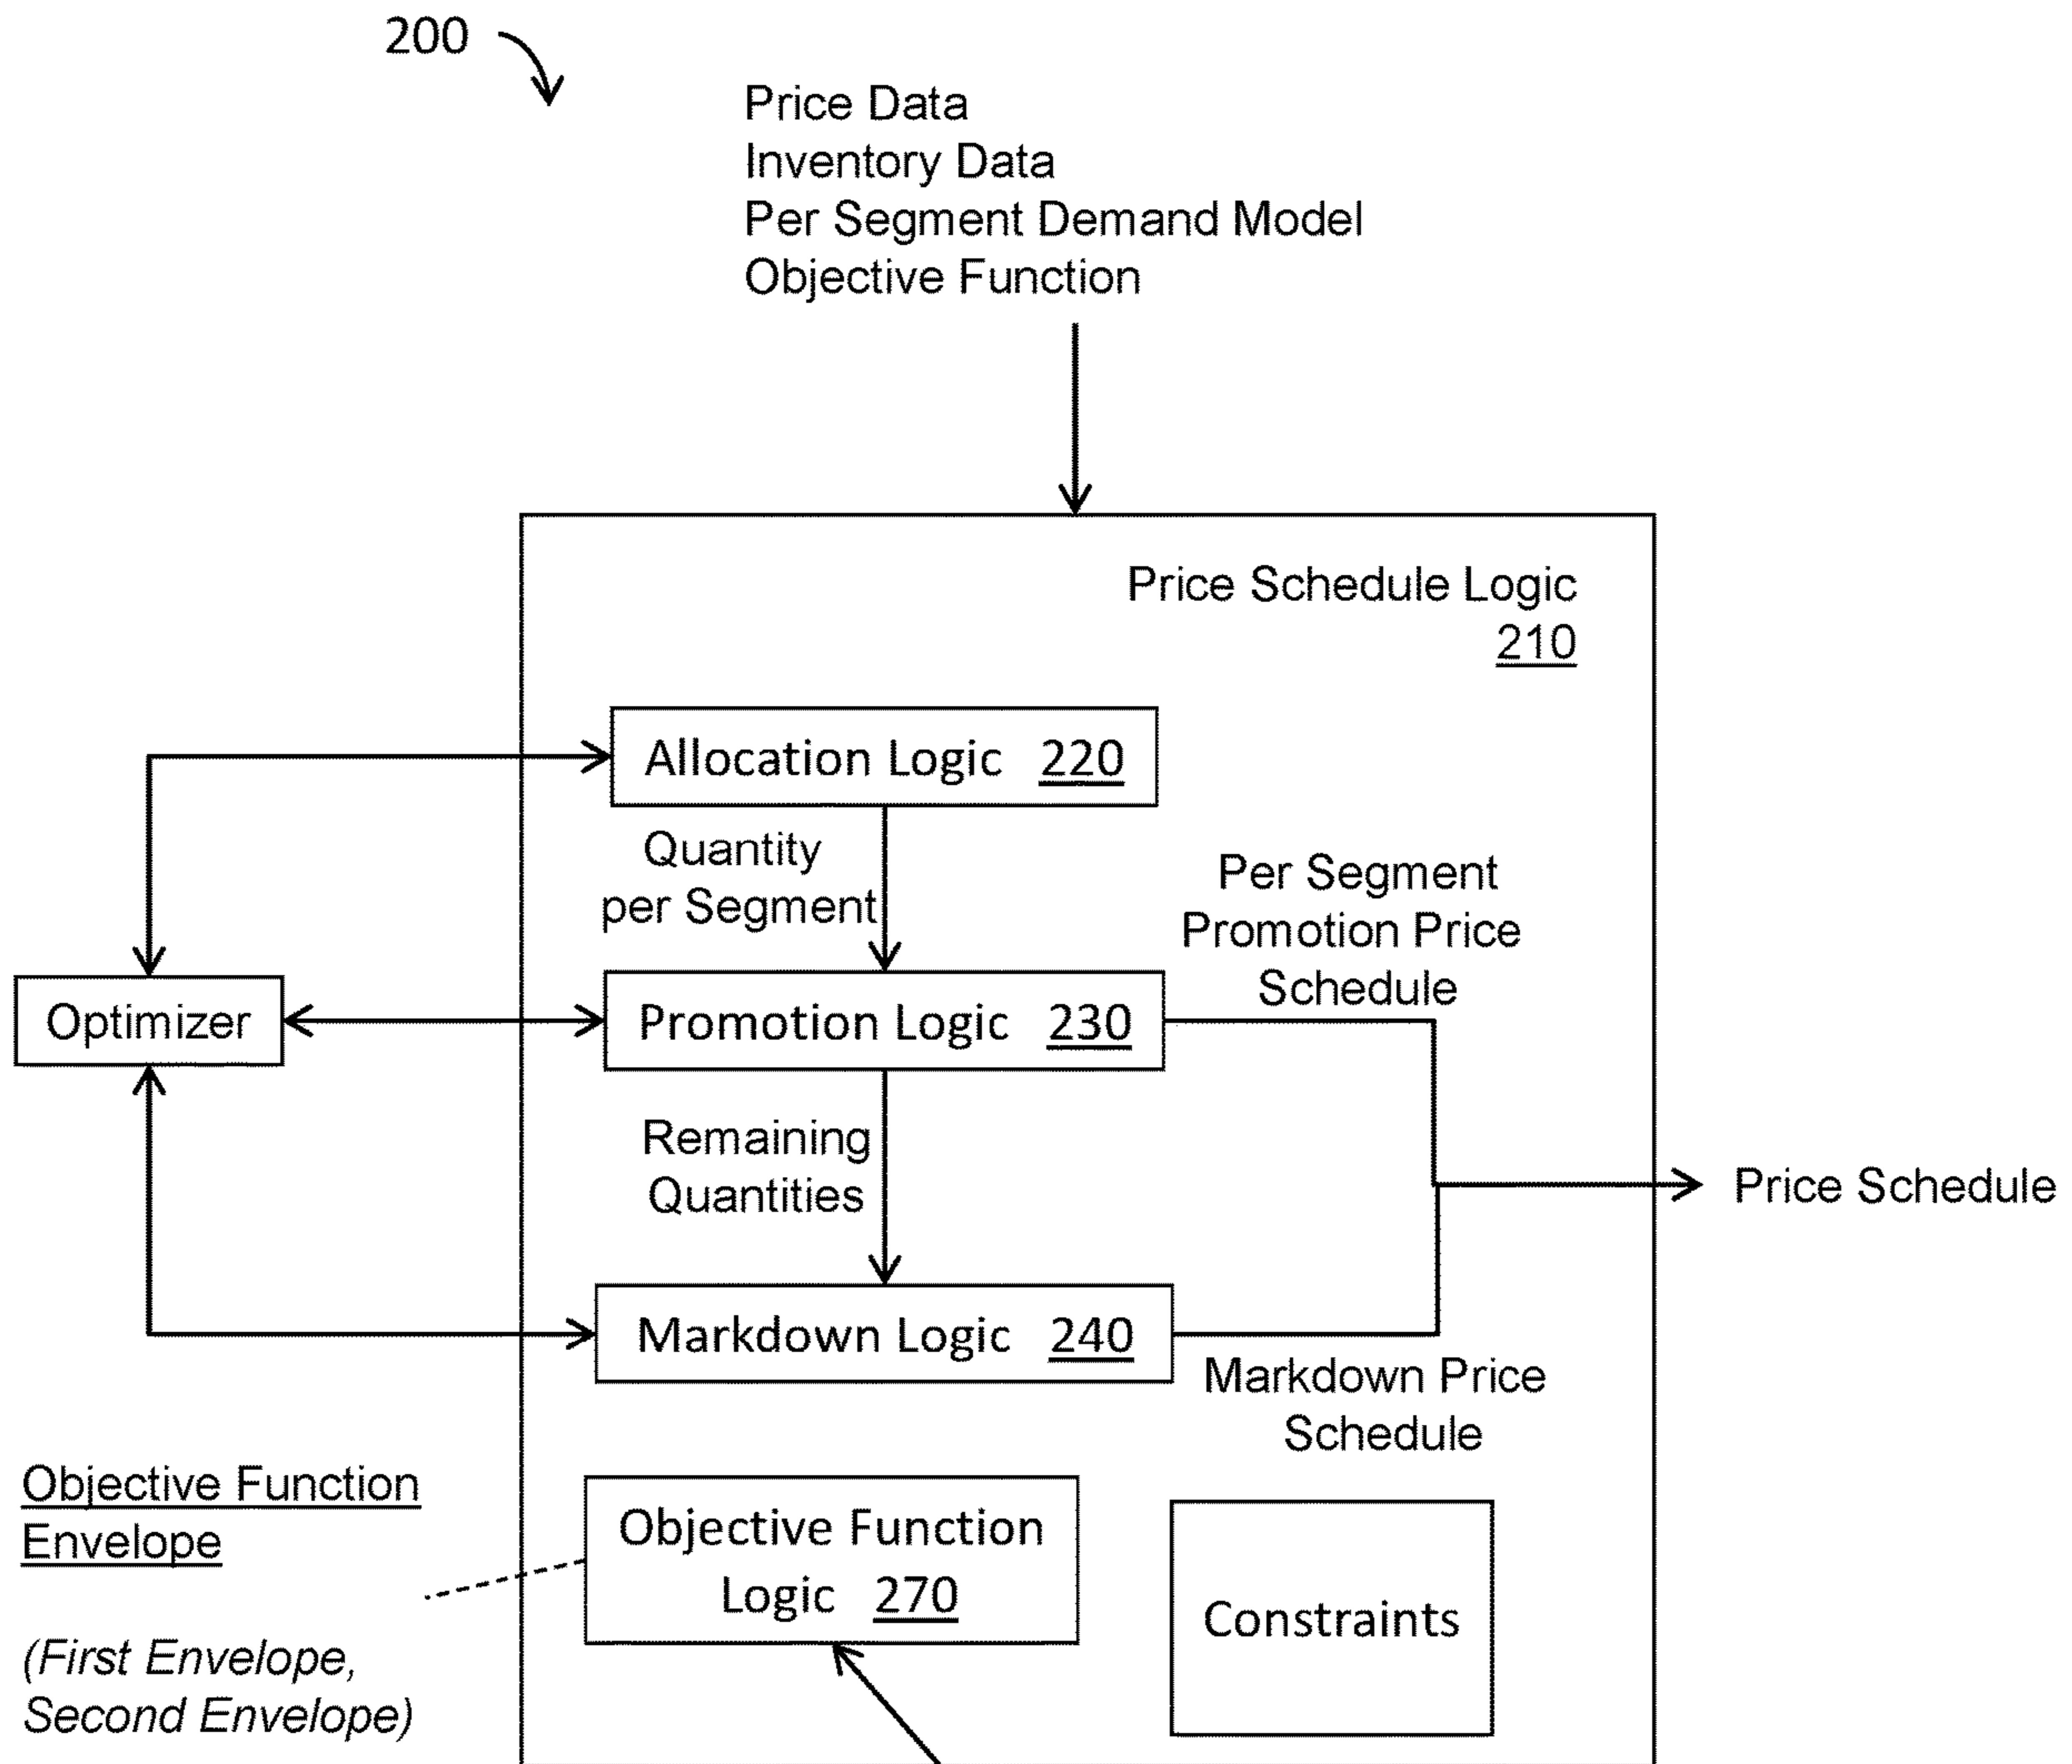 200
Price Data
Inventory Data
Per Segment Demand Model
Objective Function
Price Schedule Logic
210
Allocation Logic 220
Quantity
per Segment
Per Segment
Promotion Price
Schedule
Optimizer
Promotion Logic 230
Remaining
Quantities
Price Schedule
Markdown Logic 240
Markdown Price
Schedule
Objective Function
Envelope
(First Envelope,
Second Envelope)
Objective Function
Logic 270
Constraints